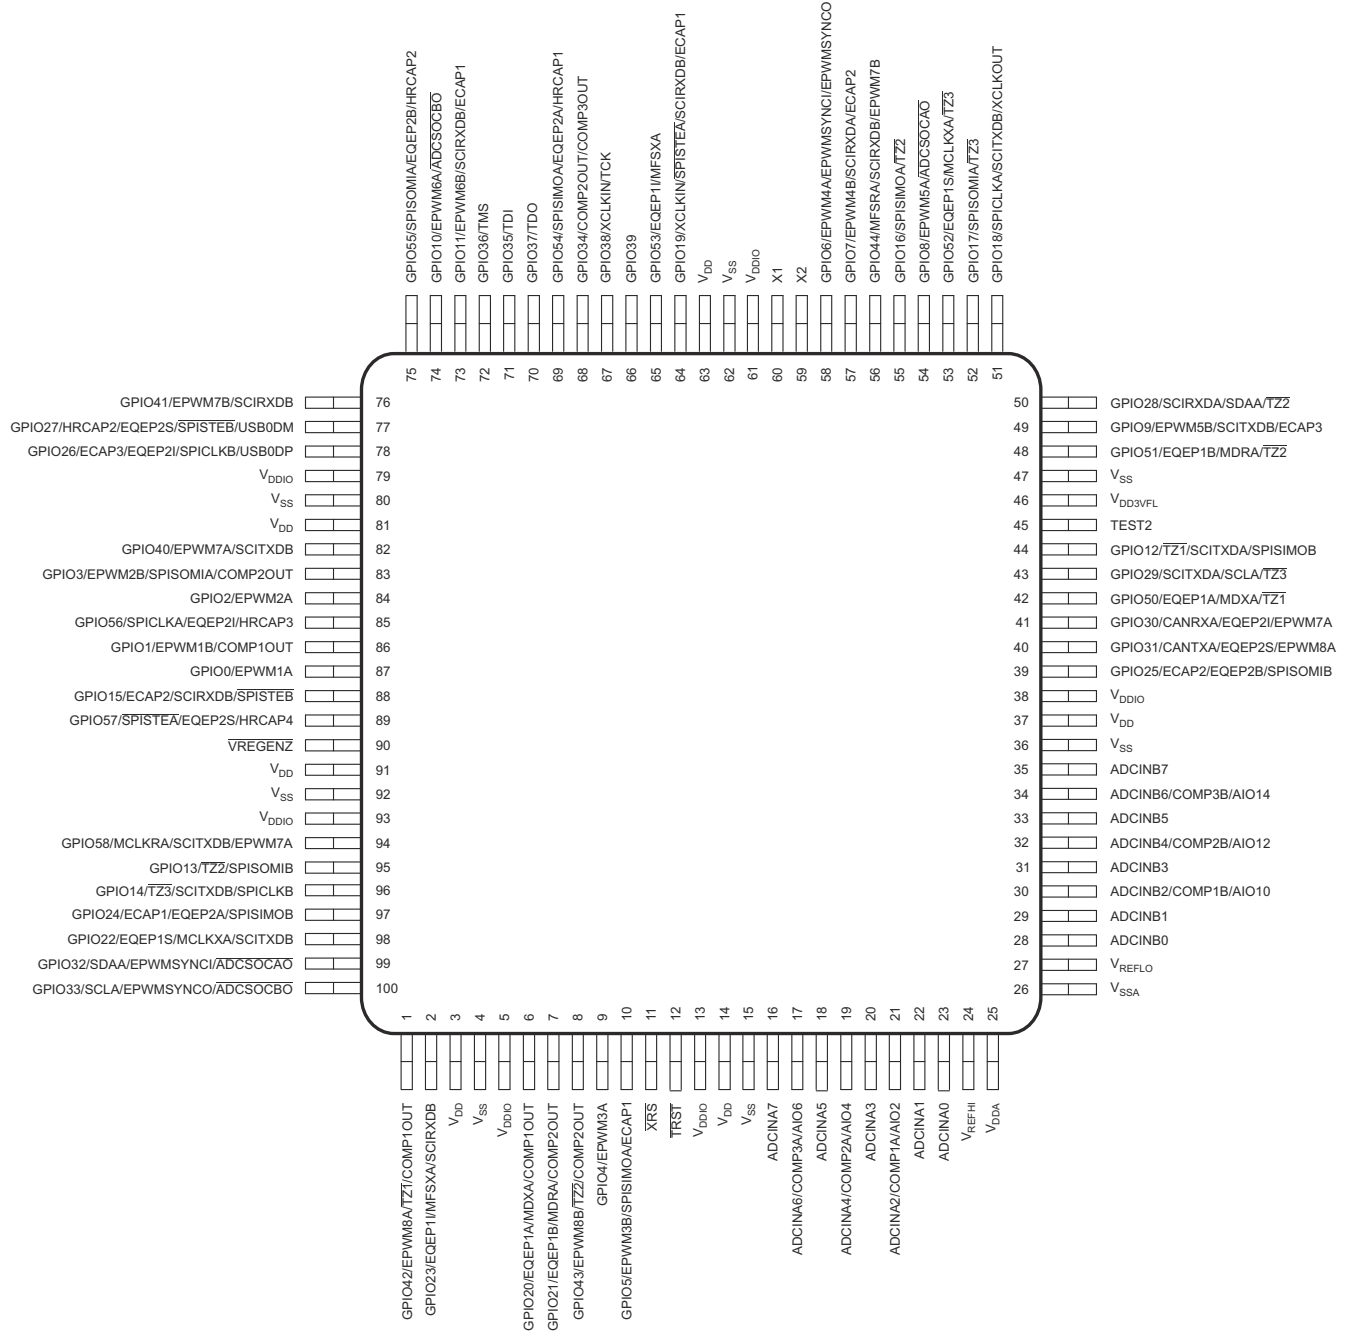 GPIO55/SPISOMIA/EQEP2B/HRCAP2
GPIO10/EPWM6A/ADCSOCBO
GPIO11/EPWM6B/SCIRXDB/ECAP1
GPIO36/TMS
GPIO35/TDI
GPIO37/TDO
GPIO54/SPISIMOA/EQEP2A/HRCAP1
GPIO34/COMP2OUT/COMP3OUT
GPIO38/XCLKIN/TCK
GPIO39
GPIO53/EQEP1I/MFSXA
GPIO19/XCLKIN/SPISTEA/SCIRXDB/ECAP1
VDD
VSS
VDDIO
X1
X2
GPIO6/EPWM4A/EPWMSYNCI/EPWMSYNCO
GPIO7/EPWM4B/SCIRXDA/ECAP2
GPIO44/MFSRA/SCIRXDB/EPWM7B
GPIO16/SPISIMOA/TZ2
GPIO8/EPWM5A/ADCSOCAO
GPIO52/EQEP1S/MCLKXA/TZ3
GPIO17/SPISOMIA/TZ3
GPIO18/SPICLKA/SCITXDB/XCLKOUT
75 74 73 72 71 70 69 68 67 66 65 64 63 62 61 60 59 58 57 56 55 54 53 52 51
GPIO41/EPWM7B/SCIRXDB 76
GPIO27/HRCAP2/EQEP2S/SPISTEB/USB0DM 77
GPIO26/ECAP3/EQEP2I/SPICLKB/USB0DP 78
VDDIO 79
VSS 80
VDD 81
GPIO40/EPWM7A/SCITXDB 82
GPIO3/EPWM2B/SPISOMIA/COMP2OUT 83
GPIO2/EPWM2A 84
GPIO56/SPICLKA/EQEP2I/HRCAP3 85
GPIO1/EPWM1B/COMP1OUT 86
GPIO0/EPWM1A 87
GPIO15/ECAP2/SCIRXDB/SPISTEB 88
GPIO57/SPISTEA/EQEP2S/HRCAP4 89
VREGENZ 90
VDD 91
VSS 92
VDDIO 93
GPIO58/MCLKRA/SCITXDB/EPWM7A 94
GPIO13/TZ2/SPISOMIB 95
GPIO14/TZ3/SCITXDB/SPICLKB 96
GPIO24/ECAP1/EQEP2A/SPISIMOB 97
GPIO22/EQEP1S/MCLKXA/SCITXDB 98
GPIO32/SDAA/EPWMSYNCI/ADCSOCAO 99
GPIO33/SCLA/EPWMSYNCO/ADCSOCBO 100
50 GPIO28/SCIRXDA/SDAA/TZ2
49 GPIO9/EPWM5B/SCITXDB/ECAP3
48 GPIO51/EQEP1B/MDRA/TZ2
47 VSS
46 VDD3VFL
45 TEST2
44 GPIO12/TZ1/SCITXDA/SPISIMOB
43 GPIO29/SCITXDA/SCLA/TZ3
42 GPIO50/EQEP1A/MDXA/TZ1
41 GPIO30/CANRXA/EQEP2I/EPWM7A
40 GPIO31/CANTXA/EQEP2S/EPWM8A
39 GPIO25/ECAP2/EQEP2B/SPISOMIB
38 VDDIO
37 VDD
36 VSS
35 ADCINB7
34 ADCINB6/COMP3B/AIO14
33 ADCINB5
32 ADCINB4/COMP2B/AIO12
31 ADCINB3
30 ADCINB2/COMP1B/AIO10
29 ADCINB1
28 ADCINB0
27 VREFLO
26 VSSA
1 2 3 4 5 6 7 8 9 10 11 12 13 14 15 16 17 18 19 20 21 22 23 24 25
GPIO42/EPWM8A/TZ1/COMP1OUT
GPIO23/EQEP1I/MFSXA/SCIRXDB
VDD
VSS
VDDIO
GPIO20/EQEP1A/MDXA/COMP1OUT
GPIO21/EQEP1B/MDRA/COMP2OUT
GPIO43/EPWM8B/TZ2/COMP2OUT
GPIO4/EPWM3A
GPIO5/EPWM3B/SPISIMOA/ECAP1
XRS
TRST
VDDIO
VDD
VSS
ADCINA7
ADCINA6/COMP3A/AIO6
ADCINA5
ADCINA4/COMP2A/AIO4
ADCINA3
ADCINA2/COMP1A/AIO2
ADCINA1
ADCINA0
VREFHI
VDDA